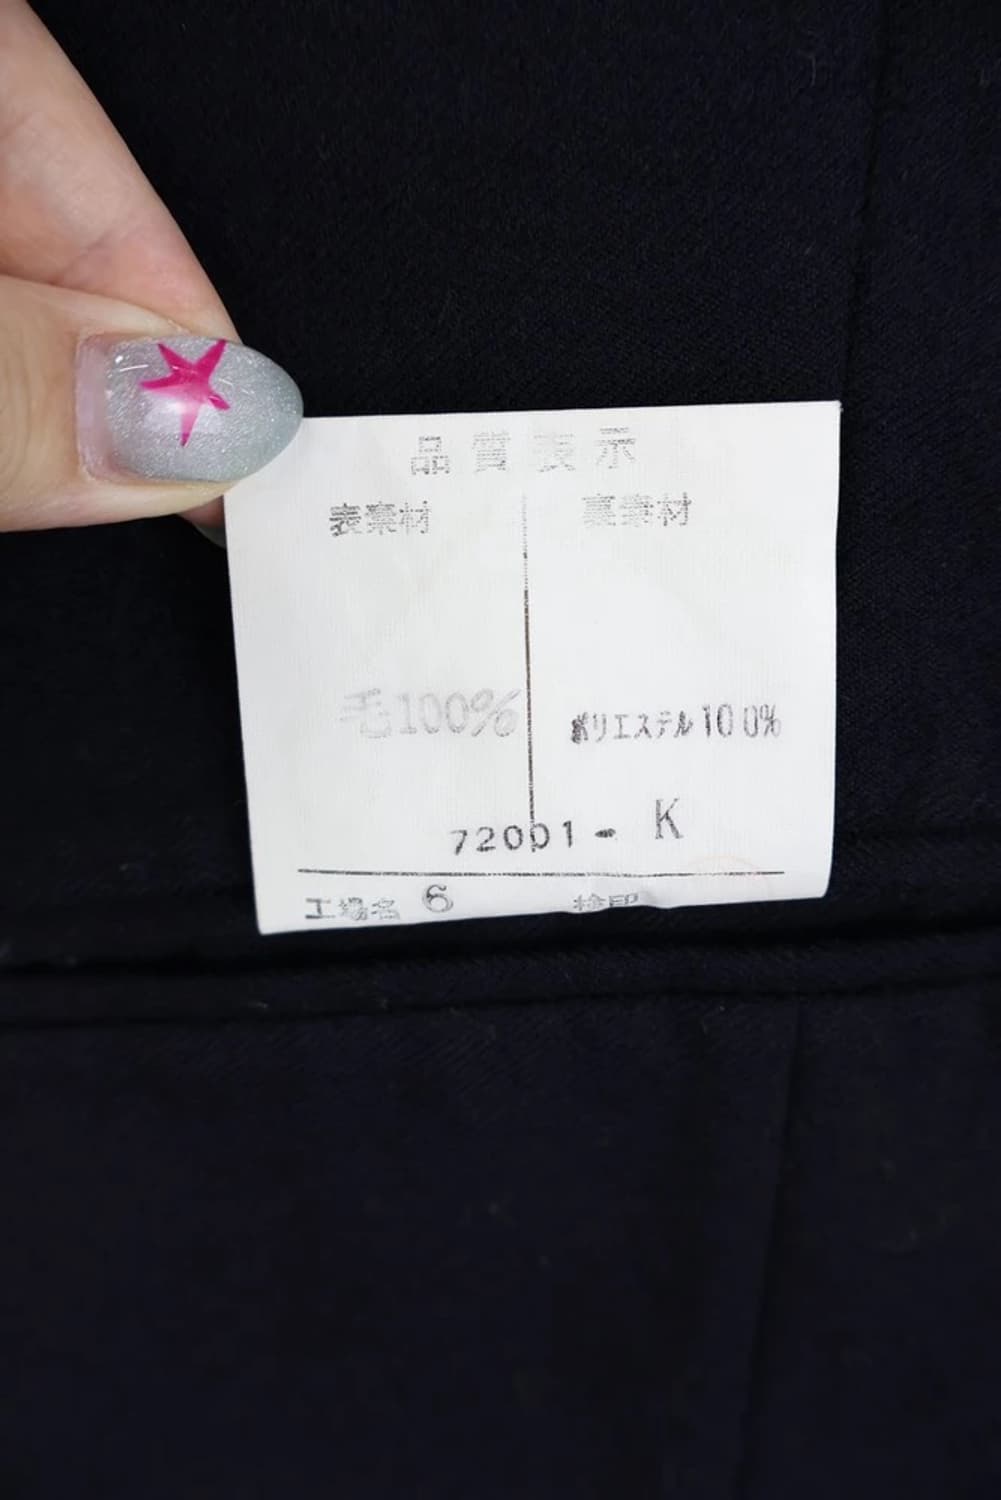 品質表示
表素材 裏素材
毛100% ポリエステル100%
72001-K
工場名 6 検印